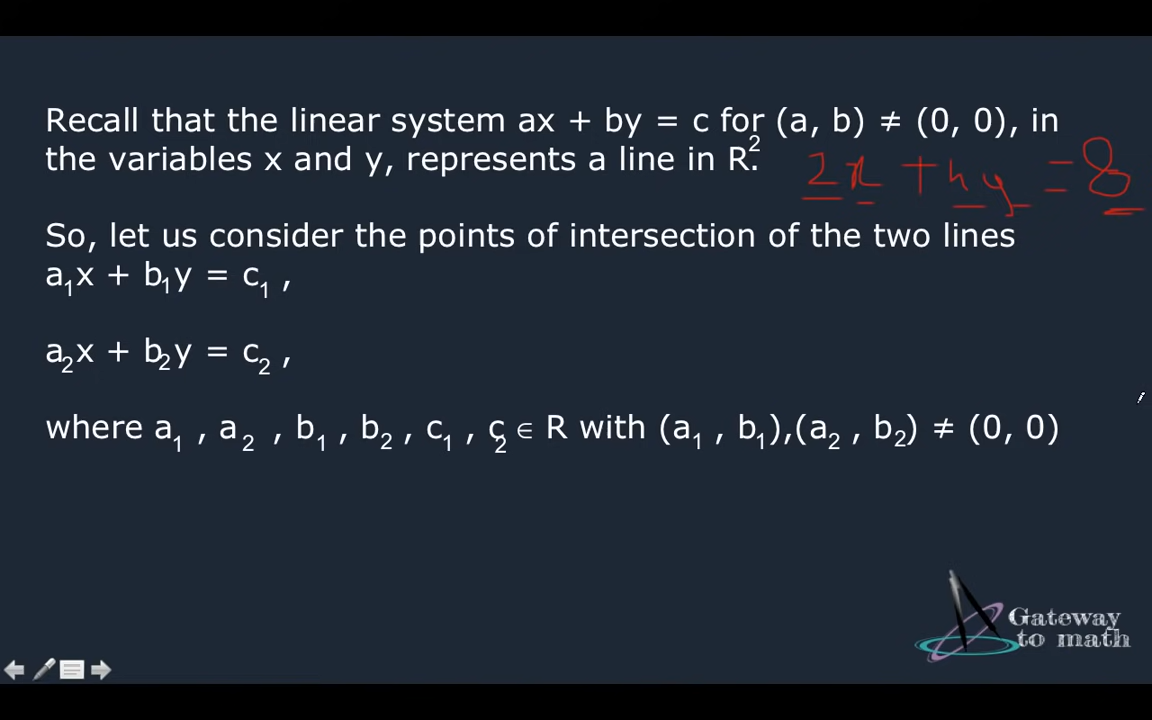 Recall that the linear system ax + by = c for (a, b) ≠ (0, 0), in
the variables x and y, represents a line in R².
2x + hy = 8
So, let us consider the points of intersection of the two lines
a₁x + b₁y = c₁ ,
a₂x + b₂y = c₂ ,
where a₁ , a₂ , b₁ , b₂ , c₁ , c₂ ∈ R with (a₁ , b₁),(a₂ , b₂) ≠ (0, 0)
Gateway
to math